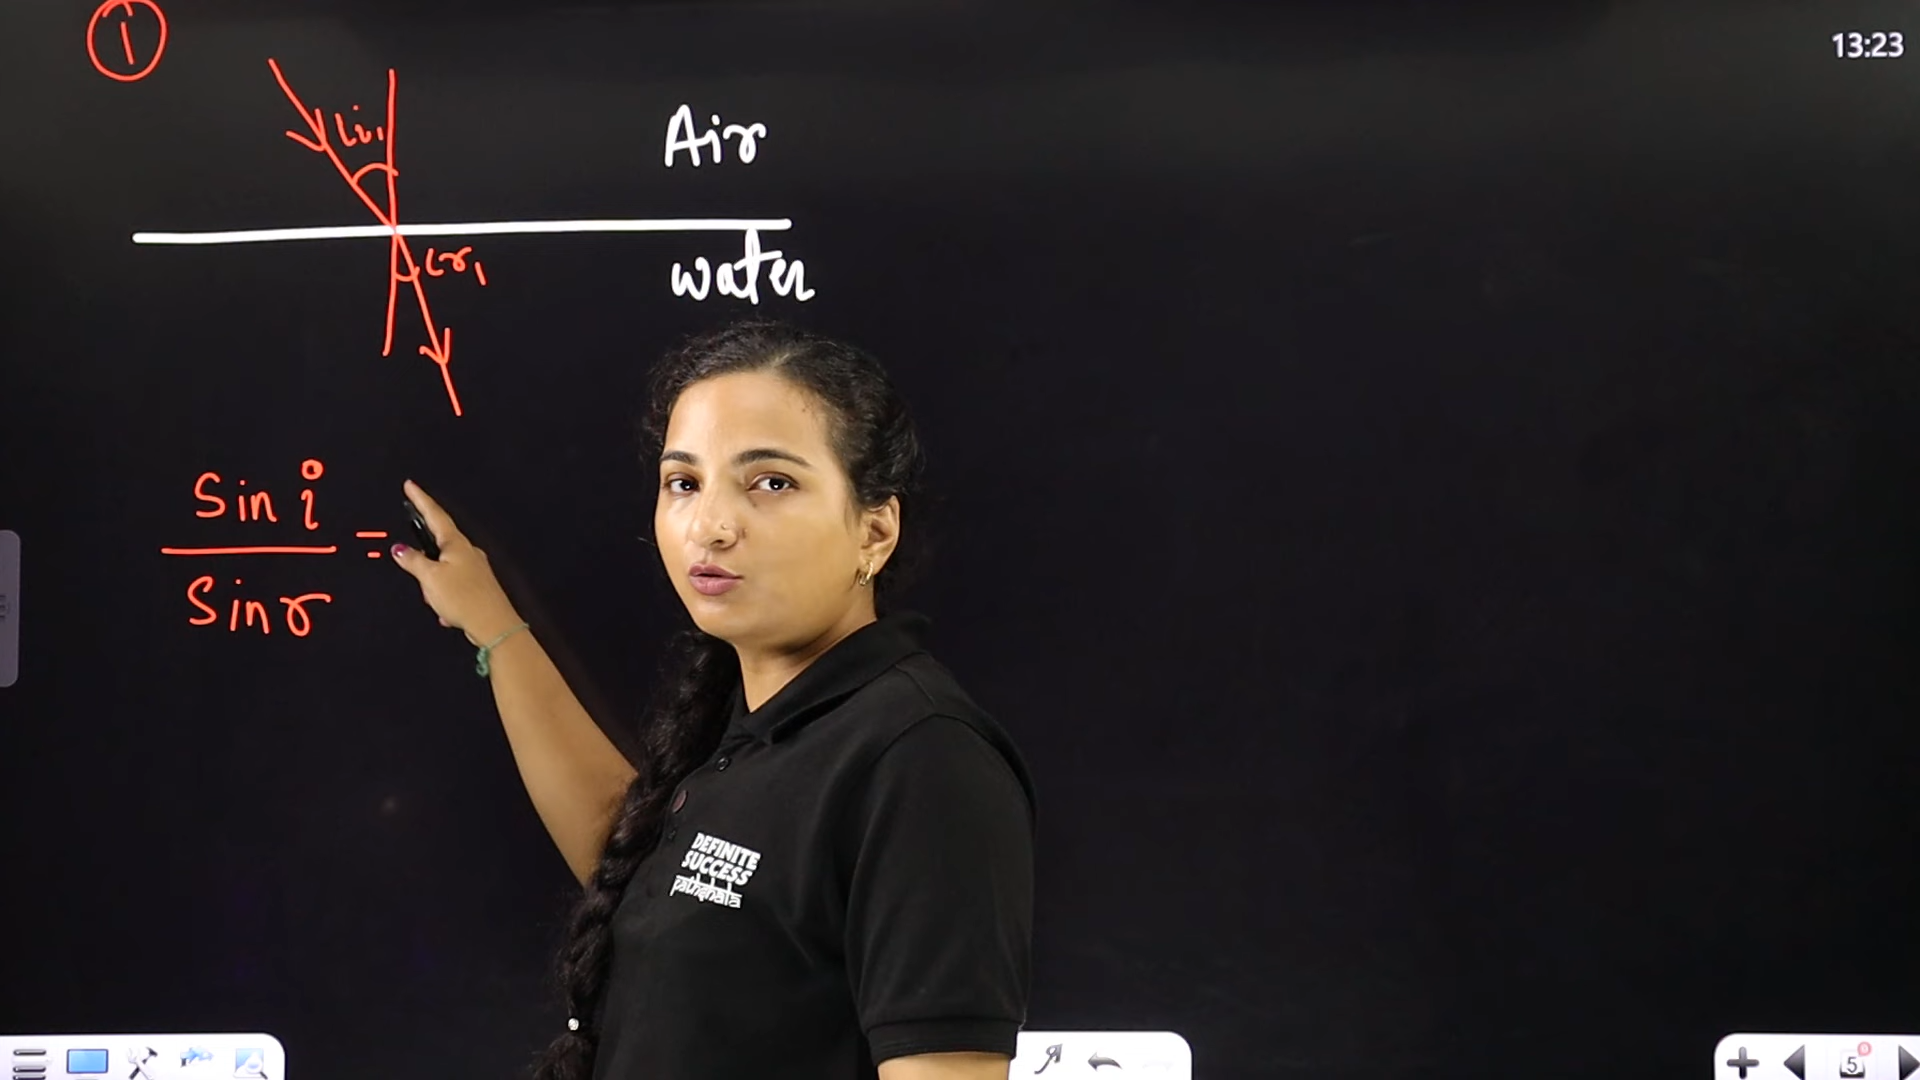 1
13:23
∠i₁
Air
∠r₁
water
Sin i
=
Sin r
DEFINITE
SUCCESS
pathshala
5